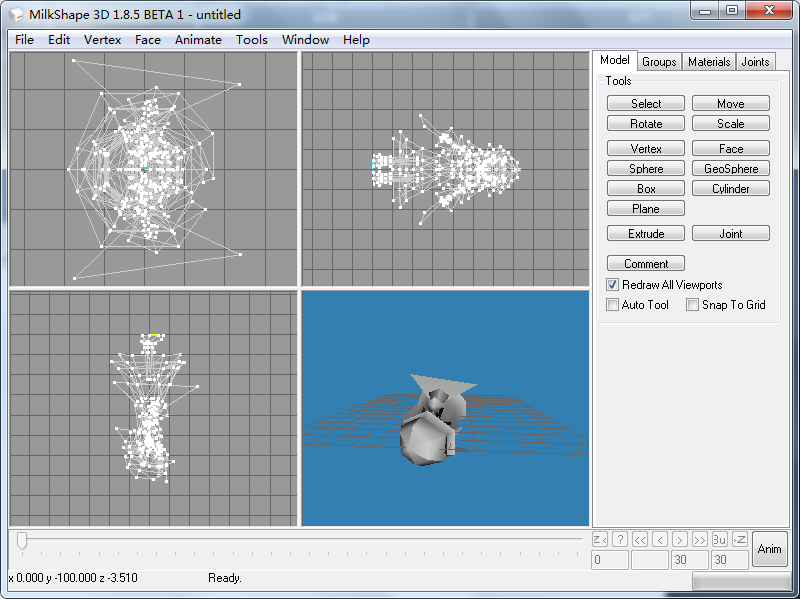 MilkShape 3D 1.8.5 BETA 1 - untitled
File Edit Vertex Face Animate Tools Window Help
Model Groups Materials Joints
Tools
Select Move
Rotate Scale
Vertex Face
Sphere GeoSphere
Box Cylinder
Plane
Extrude Joint
Comment
Redraw All Viewports
Auto Tool Snap To Grid
Z< ? << < > >> Bu >Z
0 30 30
Anim
x 0.000 y -100.000 z -3.510 Ready.